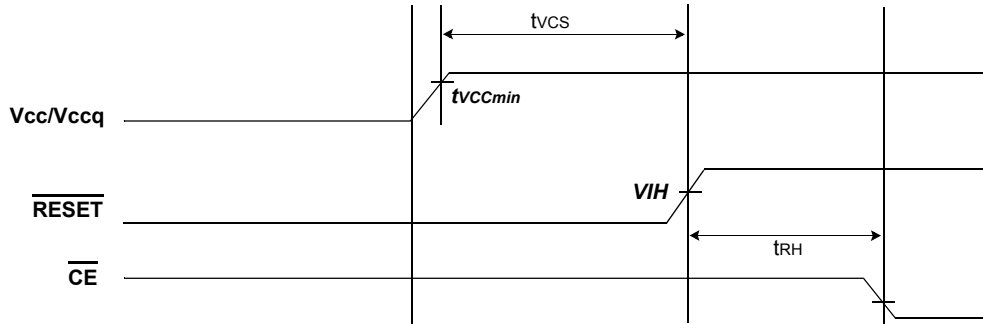 tVCS
tVCCmin
Vcc/Vccq
VIH
RESET
tRH
CE